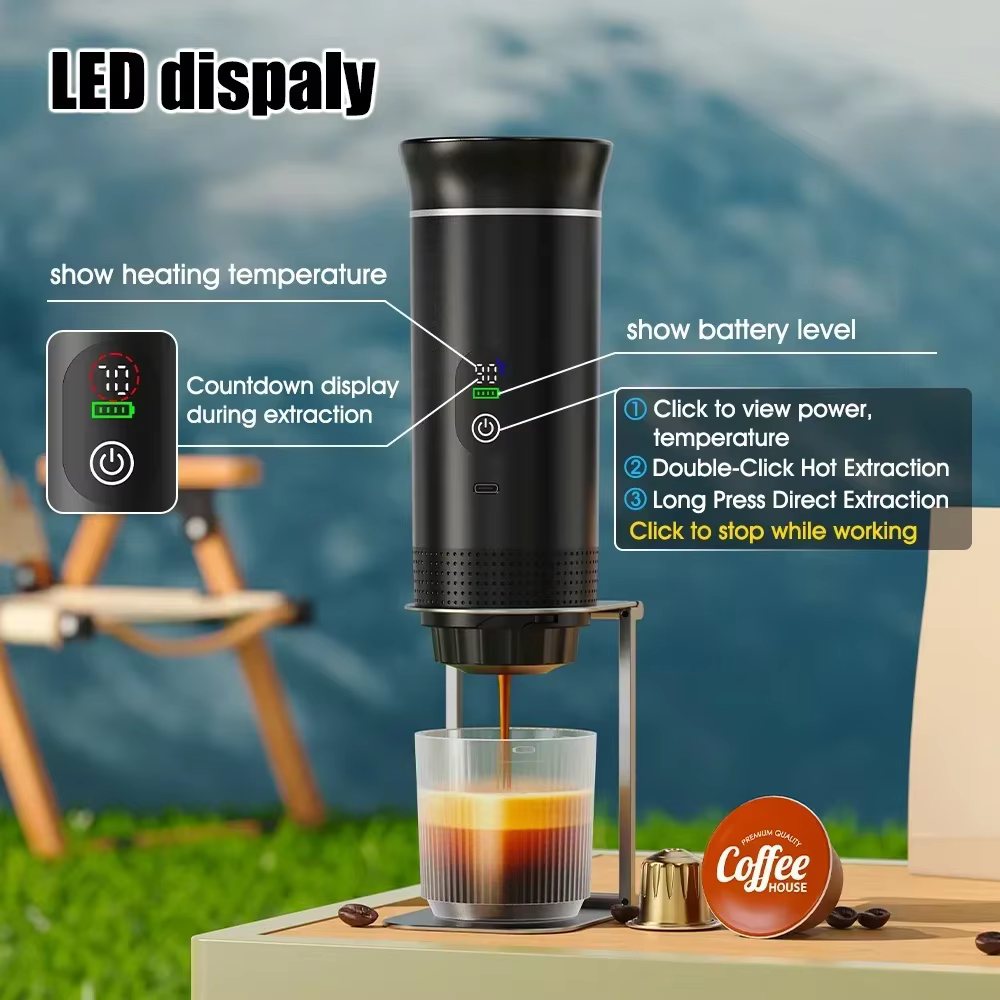 LED dispaly
show heating temperature
70
Countdown display
during extraction
90
show battery level
① Click to view power,
temperature
② Double-Click Hot Extraction
③ Long Press Direct Extraction
Click to stop while working
PREMIUM QUALITY
Coffee
HOUSE